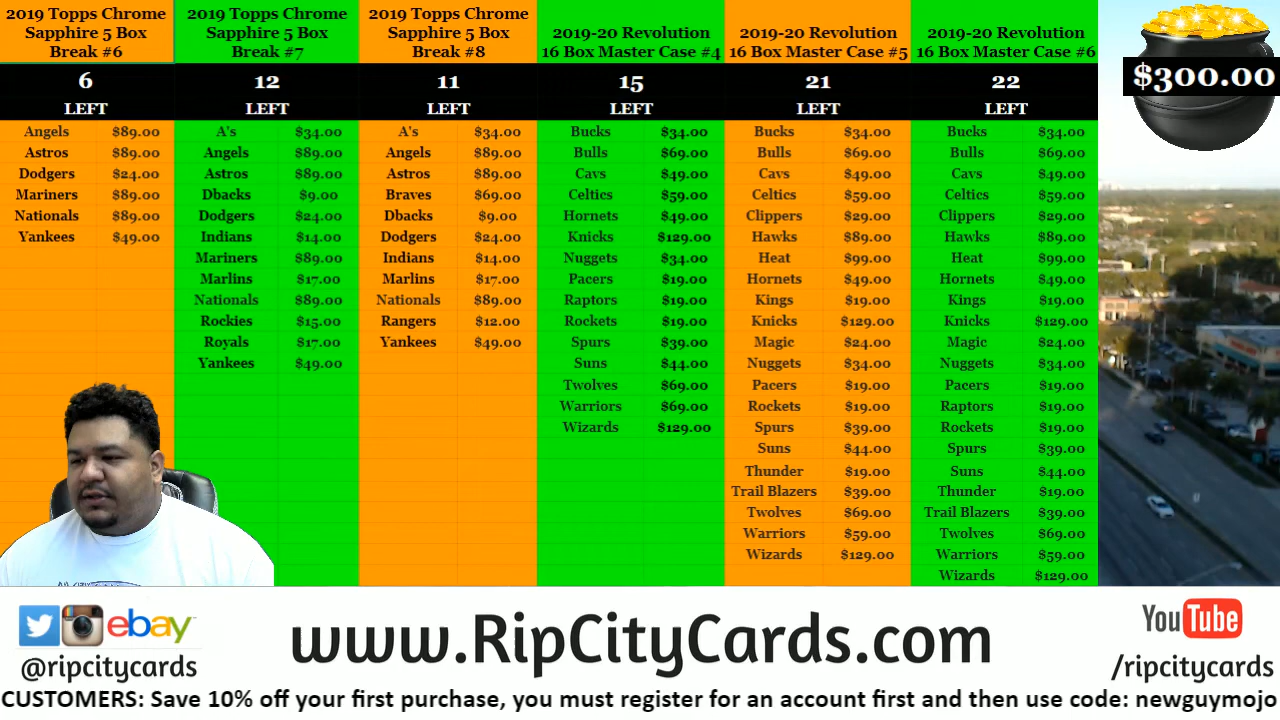 2019 Topps Chrome
Sapphire 5 Box
Break #6
6
LEFT
Angels $89.00
Astros $89.00
Dodgers $24.00
Mariners $89.00
Nationals $89.00
Yankees $49.00
2019 Topps Chrome
Sapphire 5 Box
Break #7
12
LEFT
A's $34.00
Angels $89.00
Astros $89.00
Dbacks $9.00
Dodgers $24.00
Indians $14.00
Mariners $89.00
Marlins $17.00
Nationals $89.00
Rockies $15.00
Royals $17.00
Yankees $49.00
2019 Topps Chrome
Sapphire 5 Box
Break #8
11
LEFT
A's $34.00
Angels $89.00
Astros $89.00
Braves $69.00
Dbacks $9.00
Dodgers $24.00
Indians $14.00
Marlins $17.00
Nationals $89.00
Rangers $12.00
Yankees $49.00
2019-20 Revolution
16 Box Master Case #4
15
LEFT
Bucks $34.00
Bulls $69.00
Cavs $49.00
Celtics $59.00
Hornets $49.00
Knicks $129.00
Nuggets $34.00
Pacers $19.00
Raptors $19.00
Rockets $19.00
Spurs $39.00
Suns $44.00
Twolves $69.00
Warriors $69.00
Wizards $129.00
2019-20 Revolution
16 Box Master Case #5
21
LEFT
Bucks $34.00
Bulls $69.00
Cavs $49.00
Celtics $59.00
Clippers $29.00
Hawks $89.00
Heat $99.00
Hornets $49.00
Kings $19.00
Knicks $129.00
Magic $24.00
Nuggets $34.00
Pacers $19.00
Rockets $19.00
Spurs $39.00
Suns $44.00
Thunder $19.00
Trail Blazers $39.00
Twolves $69.00
Warriors $59.00
Wizards $129.00
2019-20 Revolution
16 Box Master Case #6
22
LEFT
Bucks $34.00
Bulls $69.00
Cavs $49.00
Celtics $59.00
Clippers $29.00
Hawks $89.00
Heat $99.00
Hornets $49.00
Kings $19.00
Knicks $129.00
Magic $24.00
Nuggets $34.00
Pacers $19.00
Raptors $19.00
Rockets $19.00
Spurs $39.00
Suns $44.00
Thunder $19.00
Trail Blazers $39.00
Twolves $69.00
Warriors $59.00
Wizards $129.00
$300.00
ebay
@ripcitycards
www.RipCityCards.com
YouTube
/ripcitycards
CUSTOMERS: Save 10% off your first purchase, you must register for an account first and then use code: newguymojo